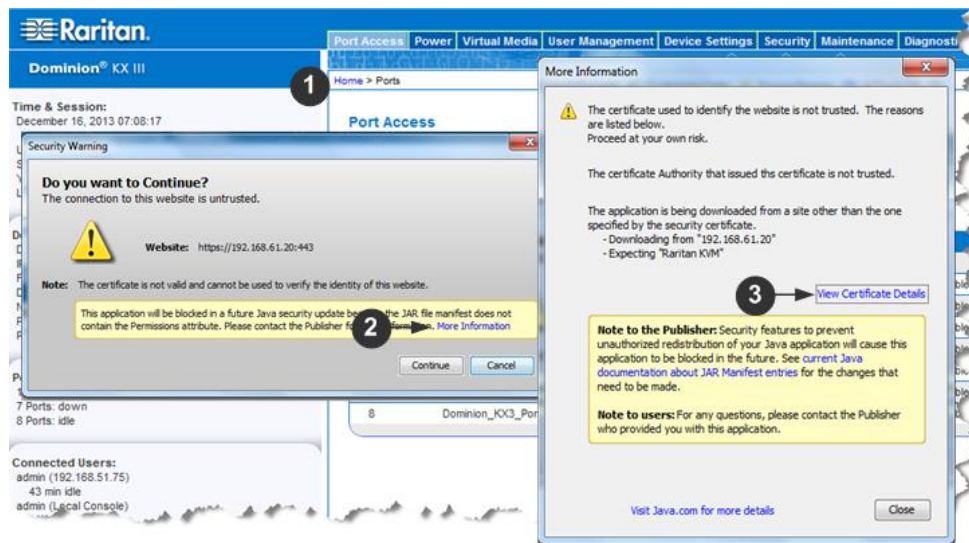 Raritan.
Port Access Power Virtual Media User Management Device Settings Security Maintenance
Dominion® KX III
1
Home > Ports
Time & Session:
December 16, 2013 07:08:17
Port Access
Security Warning
Do you want to Continue?
The connection to this website is untrusted.
Website: https://192.168.61.20:443
Note: The certificate is not valid and cannot be used to verify the identity of this website.
This application will be blocked in a future Java security update the JAR file manifest does not
contain the Permissions attribute. Please contact the Publisher
2
More Information
Continue Cancel
7 Ports: down
8 Ports: idle
8
Connected Users:
admin (192.168.51.75)
43 min idle
admin (Local Console)
More Information
The certificate used to identify the website is not trusted. The reasons
are listed below.
Proceed at your own risk.
The certificate Authority that issued ths certificate is not trusted.
The application is being downloaded from a site other than the one
specified by the security certificate.
- Downloading from "192.168.61.20"
- Expecting "Raritan KVM"
3
View Certificate Details
Note to the Publisher: Security features to prevent
unauthorized redistribution of your Java application will cause this
application to be blocked in the future. See current Java
documentation about JAR Manifest entries for the changes that
need to be made.
Note to users: For any questions, please contact the Publisher
who provided you with this application.
Visit Java.com for more details
Close